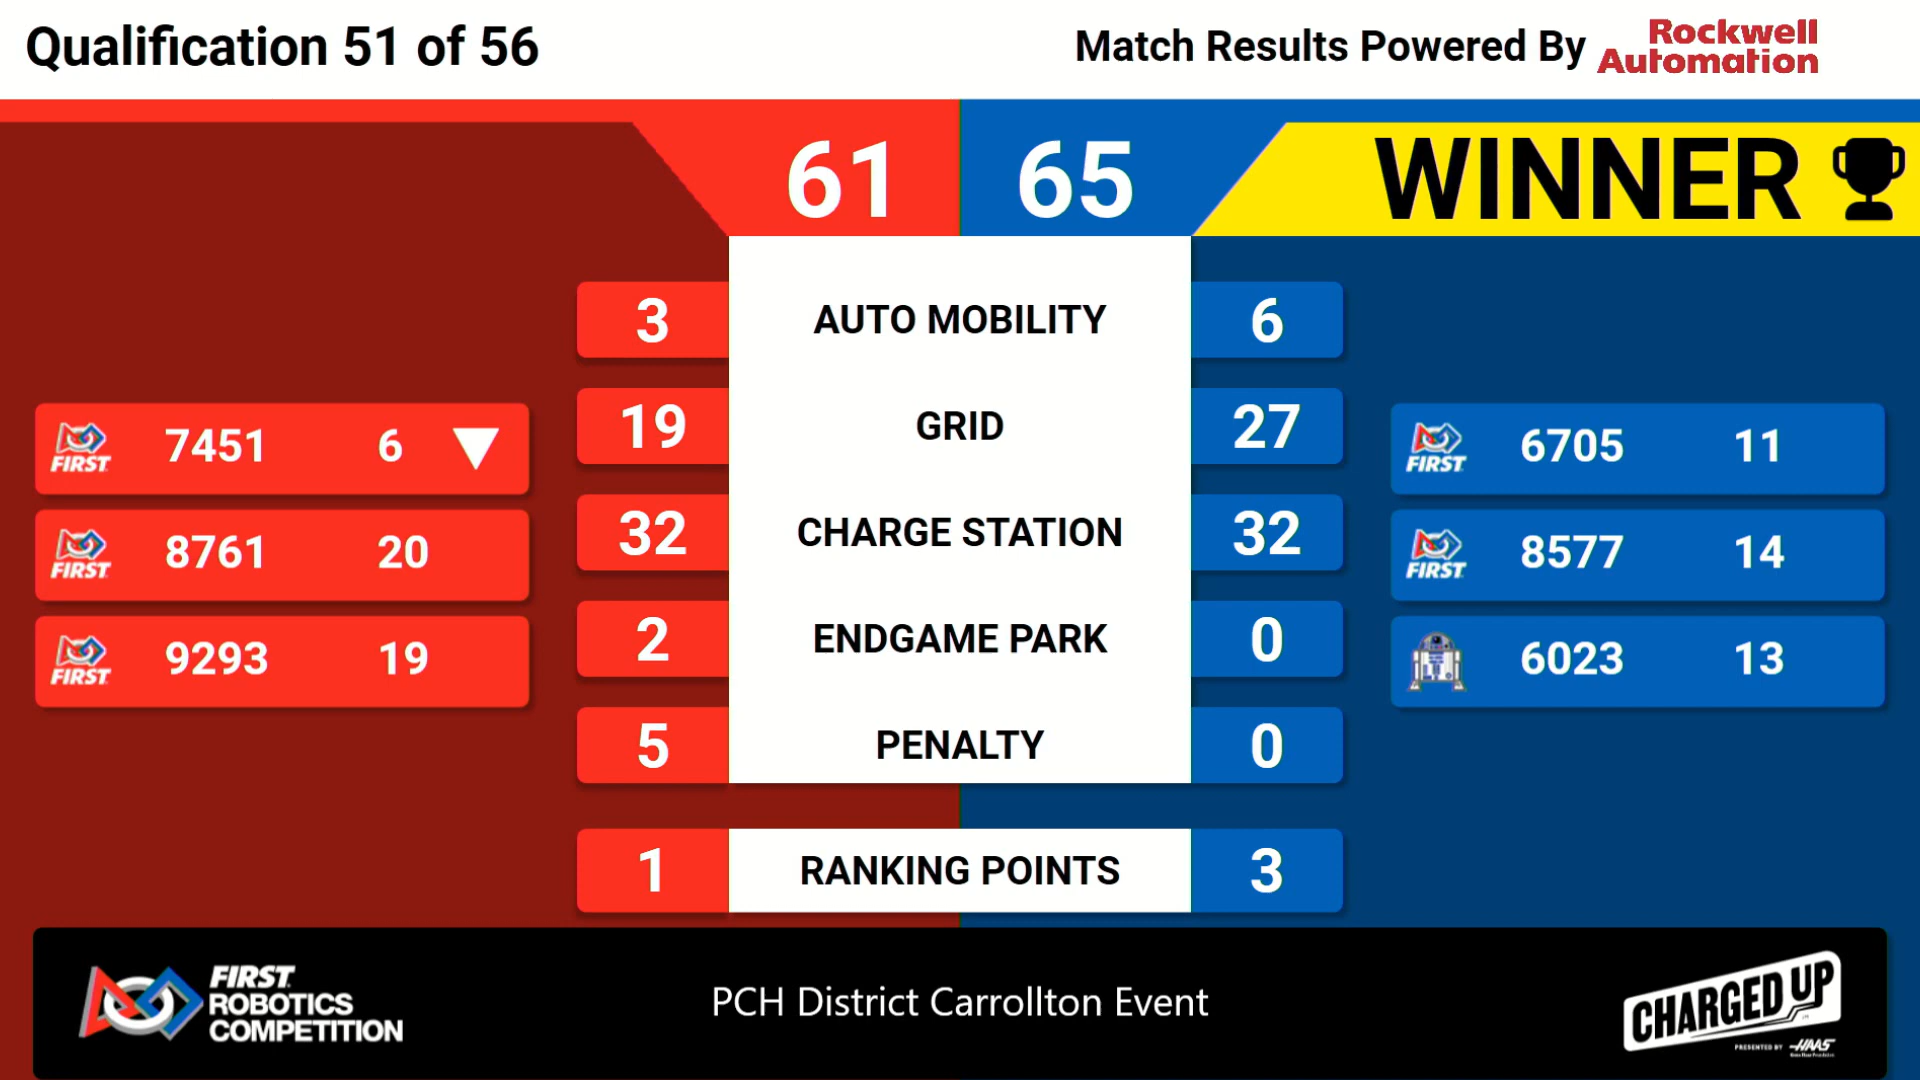 Qualification 51 of 56
Match Results Powered By
Rockwell
Automation
61
65
WINNER
3
AUTO MOBILITY
6
19
GRID
27
32
CHARGE STATION
32
2
ENDGAME PARK
0
5
PENALTY
0
1
RANKING POINTS
3
FIRST 7451 6
FIRST 8761 20
FIRST 9293 19
FIRST 6705 11
FIRST 8577 14
6023 13
FIRST
ROBOTICS
COMPETITION
PCH District Carrollton Event
CHARGED UP
PRESENTED BY HAAS